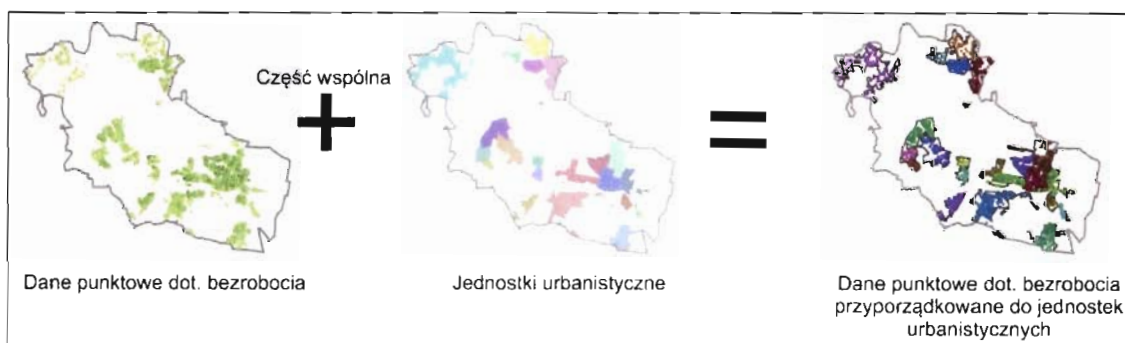 Część wspólna
Dane punktowe dot. bezrobocia
Jednostki urbanistyczne
Dane punktowe dot. bezrobocia
przyporządkowane do jednostek
urbanistycznych